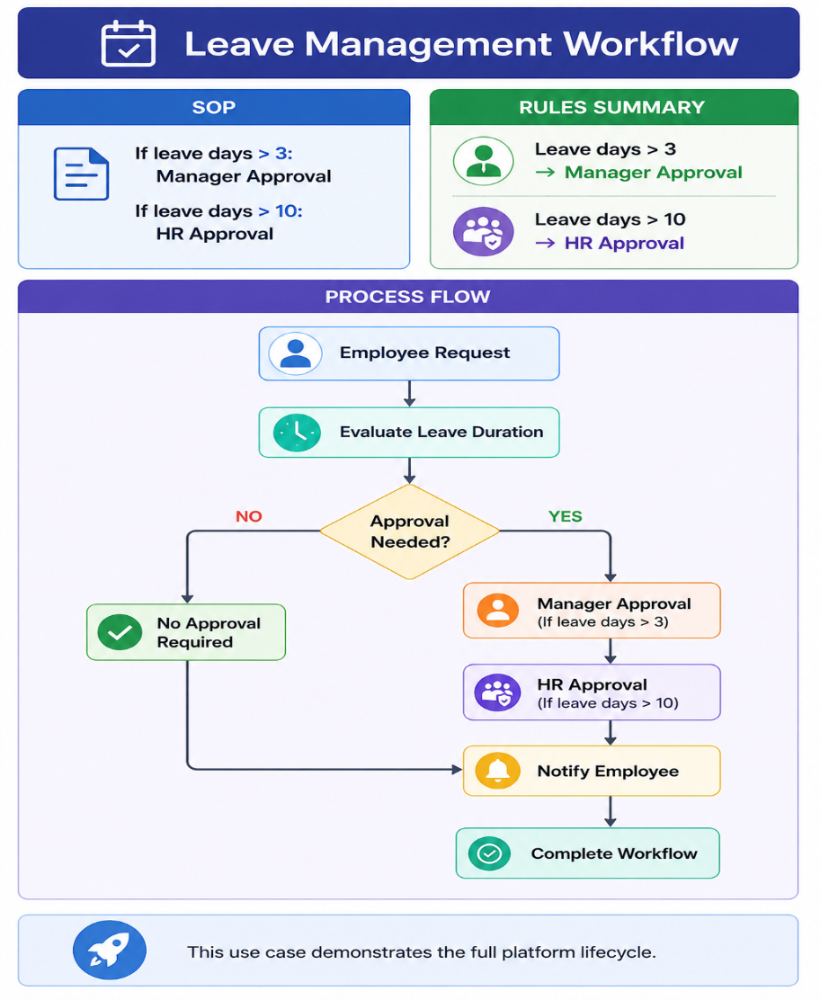 Leave Management Workflow
SOP
If leave days > 3:
Manager Approval
If leave days > 10:
HR Approval
RULES SUMMARY
Leave days > 3
→ Manager Approval
Leave days > 10
→ HR Approval
PROCESS FLOW
Employee Request
Evaluate Leave Duration
Approval
Needed?
NO
YES
No Approval
Required
Manager Approval
(If leave days > 3)
HR Approval
(If leave days > 10)
Notify Employee
Complete Workflow
This use case demonstrates the full platform lifecycle.